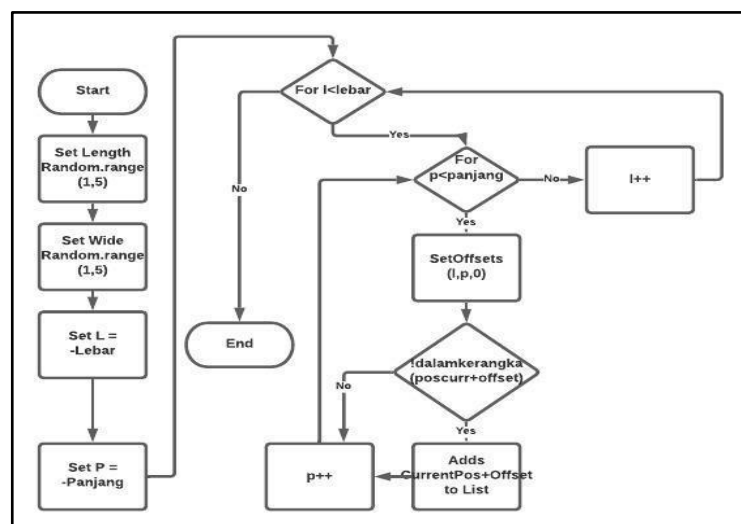 Start
Set Length
Random.range
(1,5)
Set Wide
Random.range
(1,5)
Set L =
-Lebar
Set P =
-Panjang
For l<lebar
Yes
No
End
For
p<panjang
No
l++
Yes
SetOffsets
(l,p,0)
!dalamkerangka
(poscurr+offset)
No
Yes
Adds
CurrentPos+Offset
to List
p++